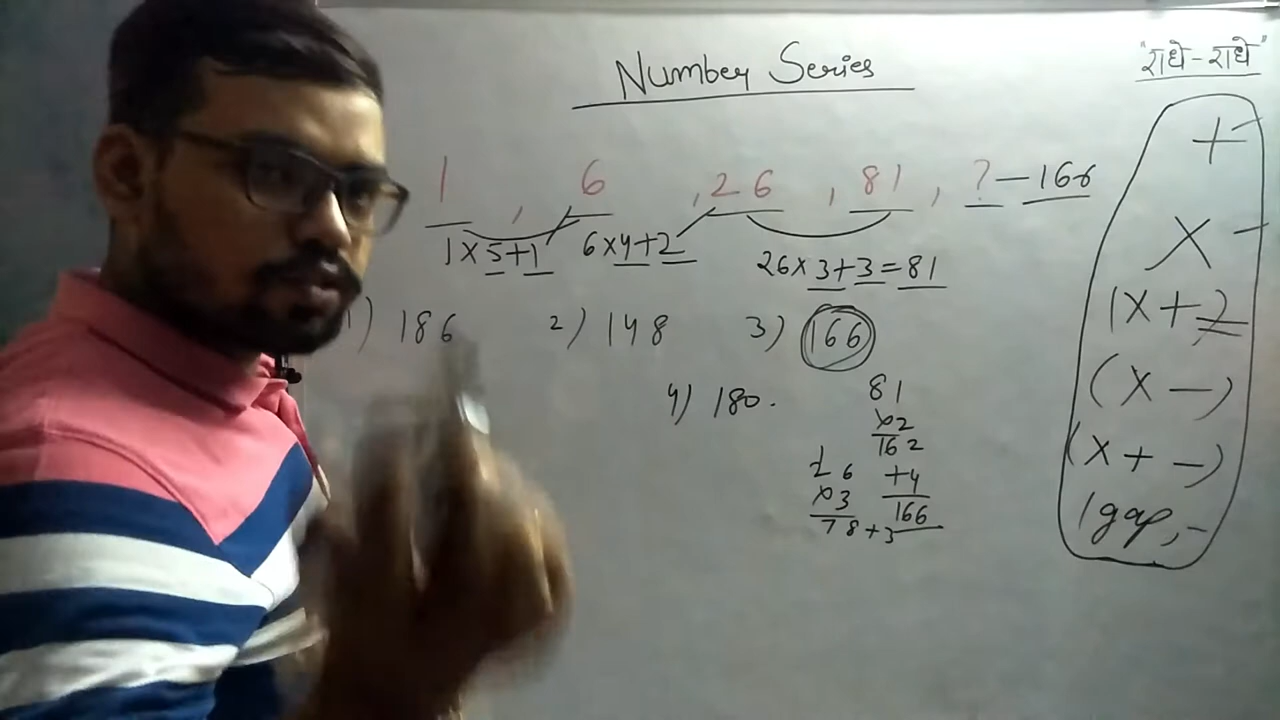 Number Series
"राधे-राधे"
1 , 6 , 26 , 81 , ? — 166
1×5+1 6×4+2 26×3+3=81
1) 186 2) 148 3) 166
4) 180.
81
×2
162
+4
166
26
×3
78+3
+
×
(×+)
(× −)
(× + −)
1gap,-